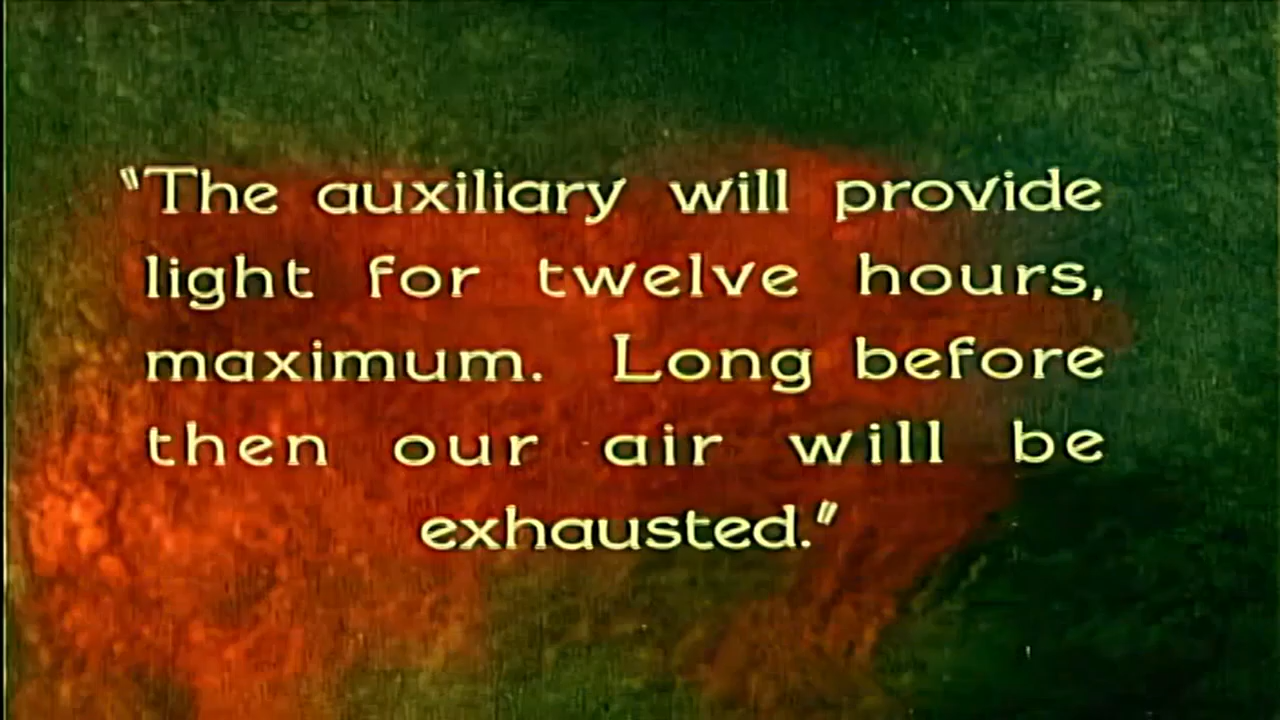 "The auxiliary will provide
light for twelve hours,
maximum. Long before
then our air will be
exhausted."